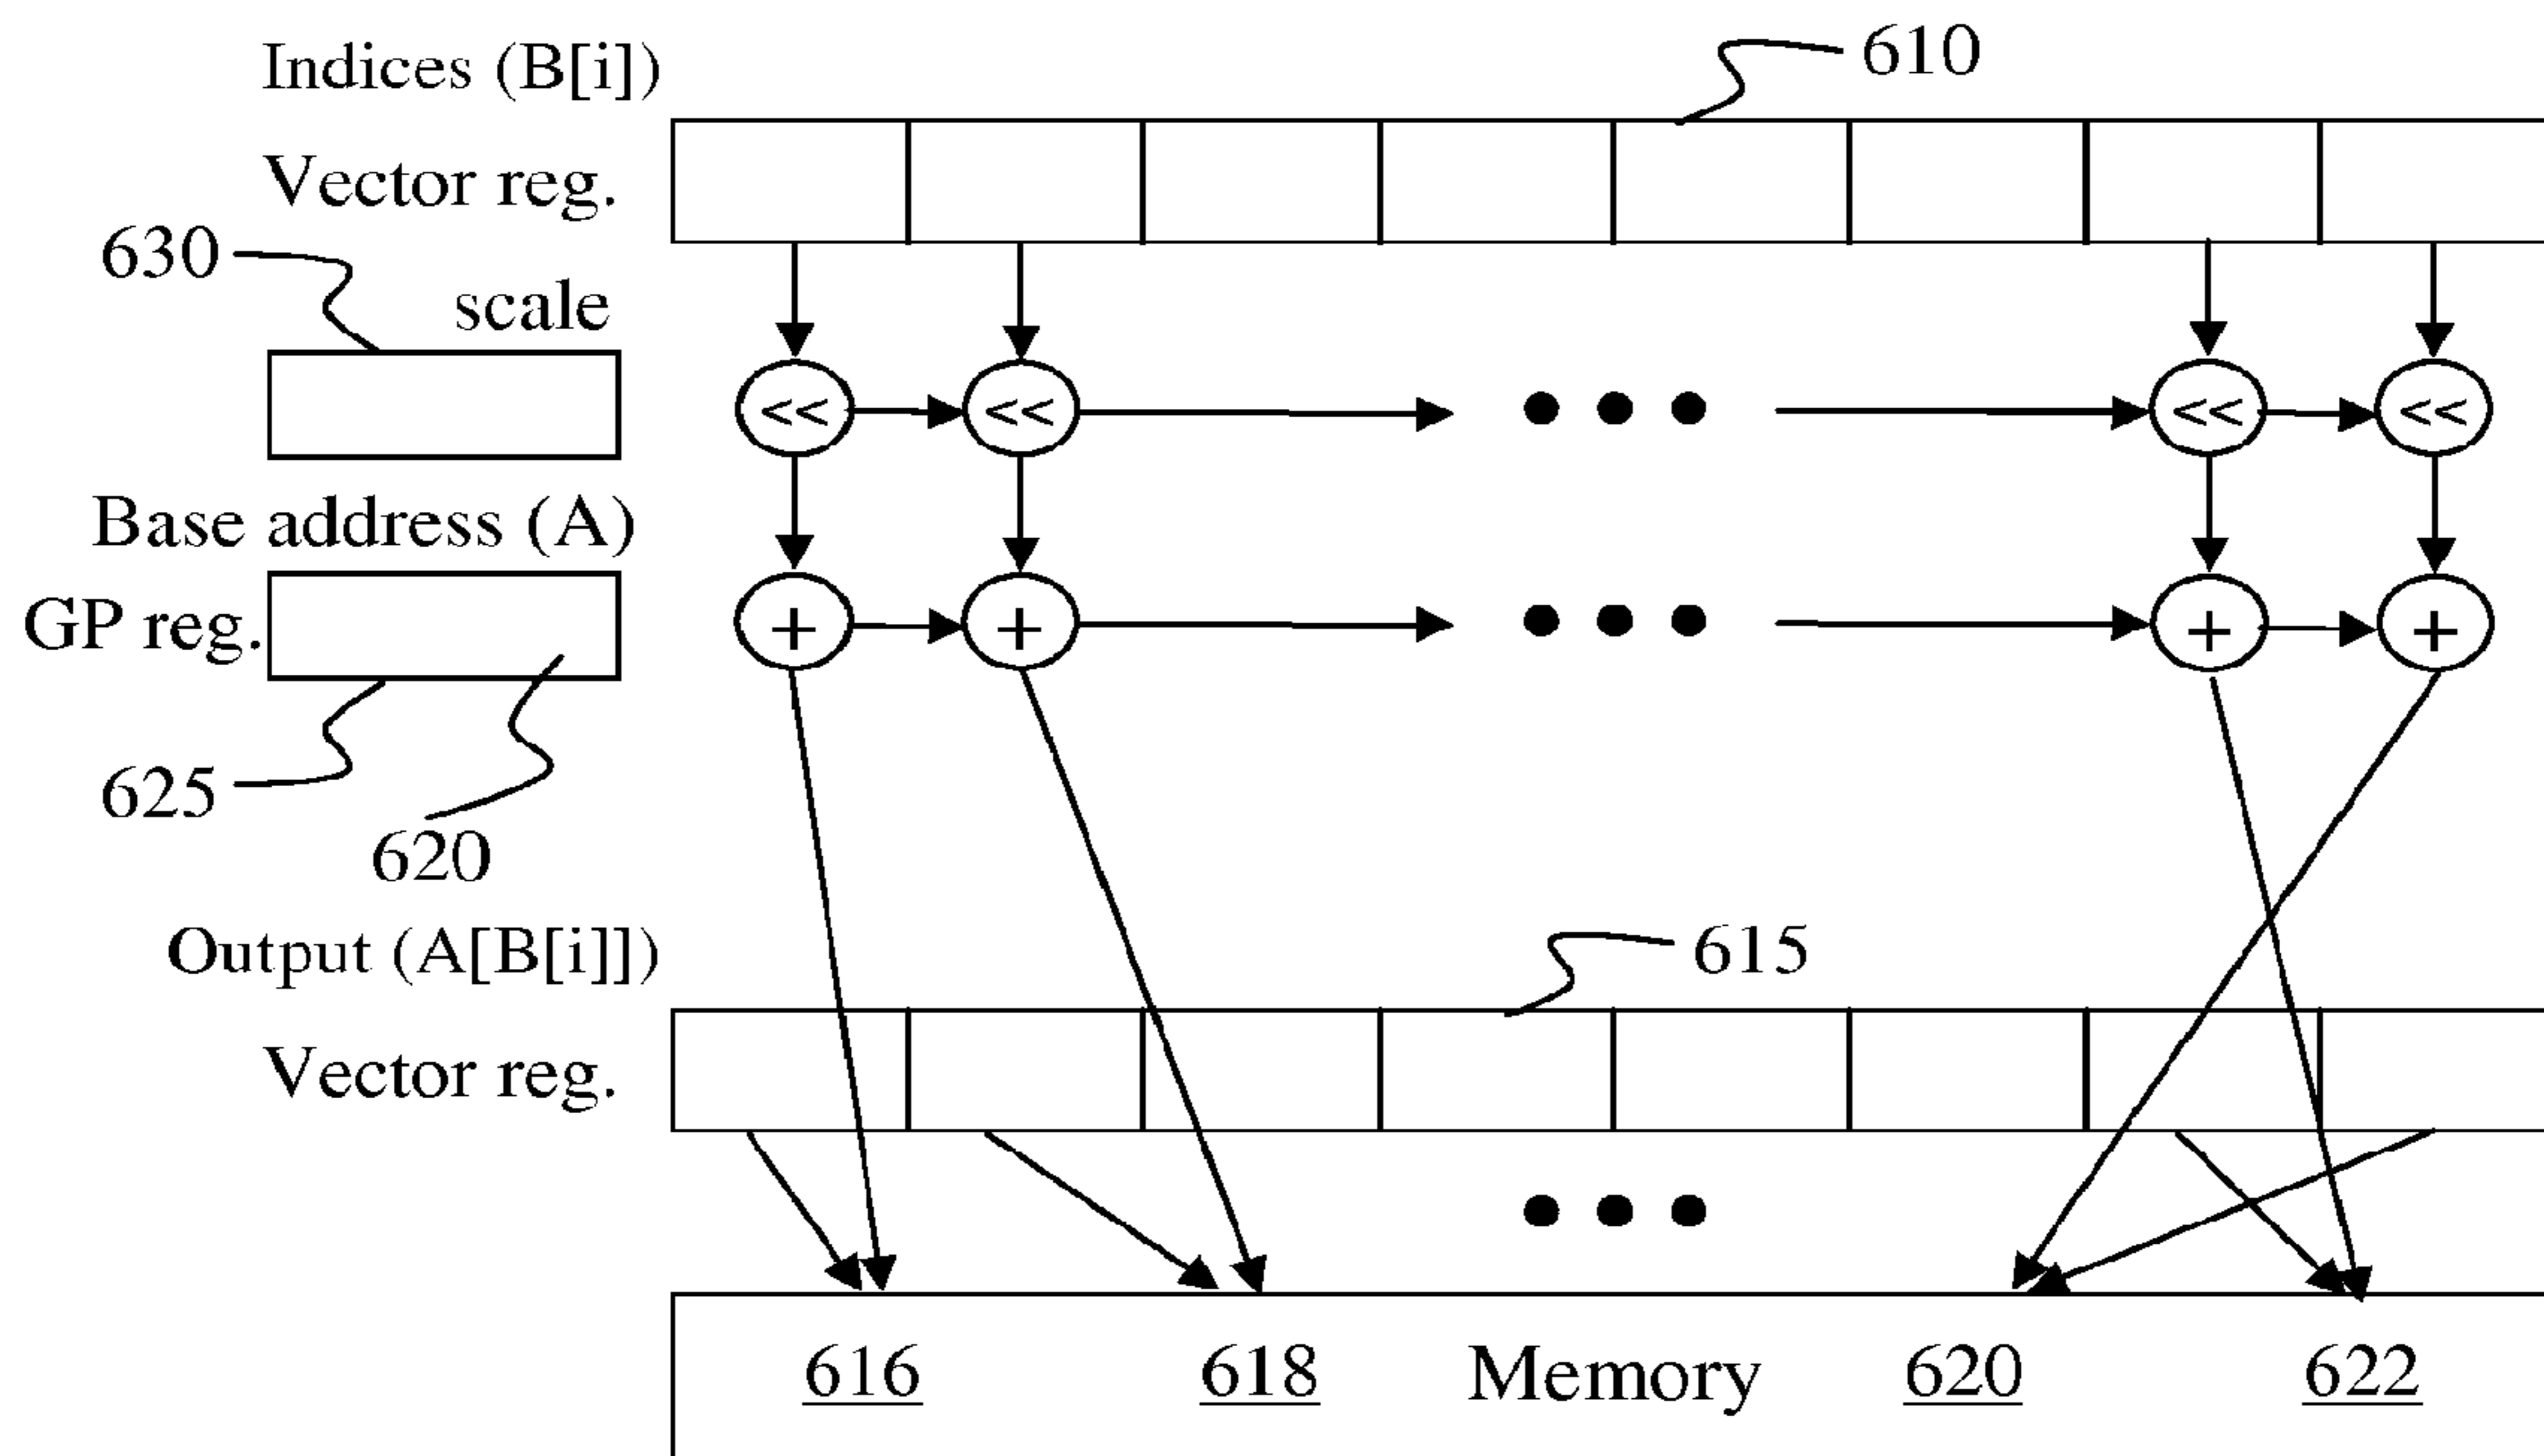 Indices (B[i])
610
Vector reg.
630
scale
<< << << <<
Base address (A)
GP reg.
+ + + +
625
620
Output (A[B[i]])
615
Vector reg.
616 618 Memory 620 622